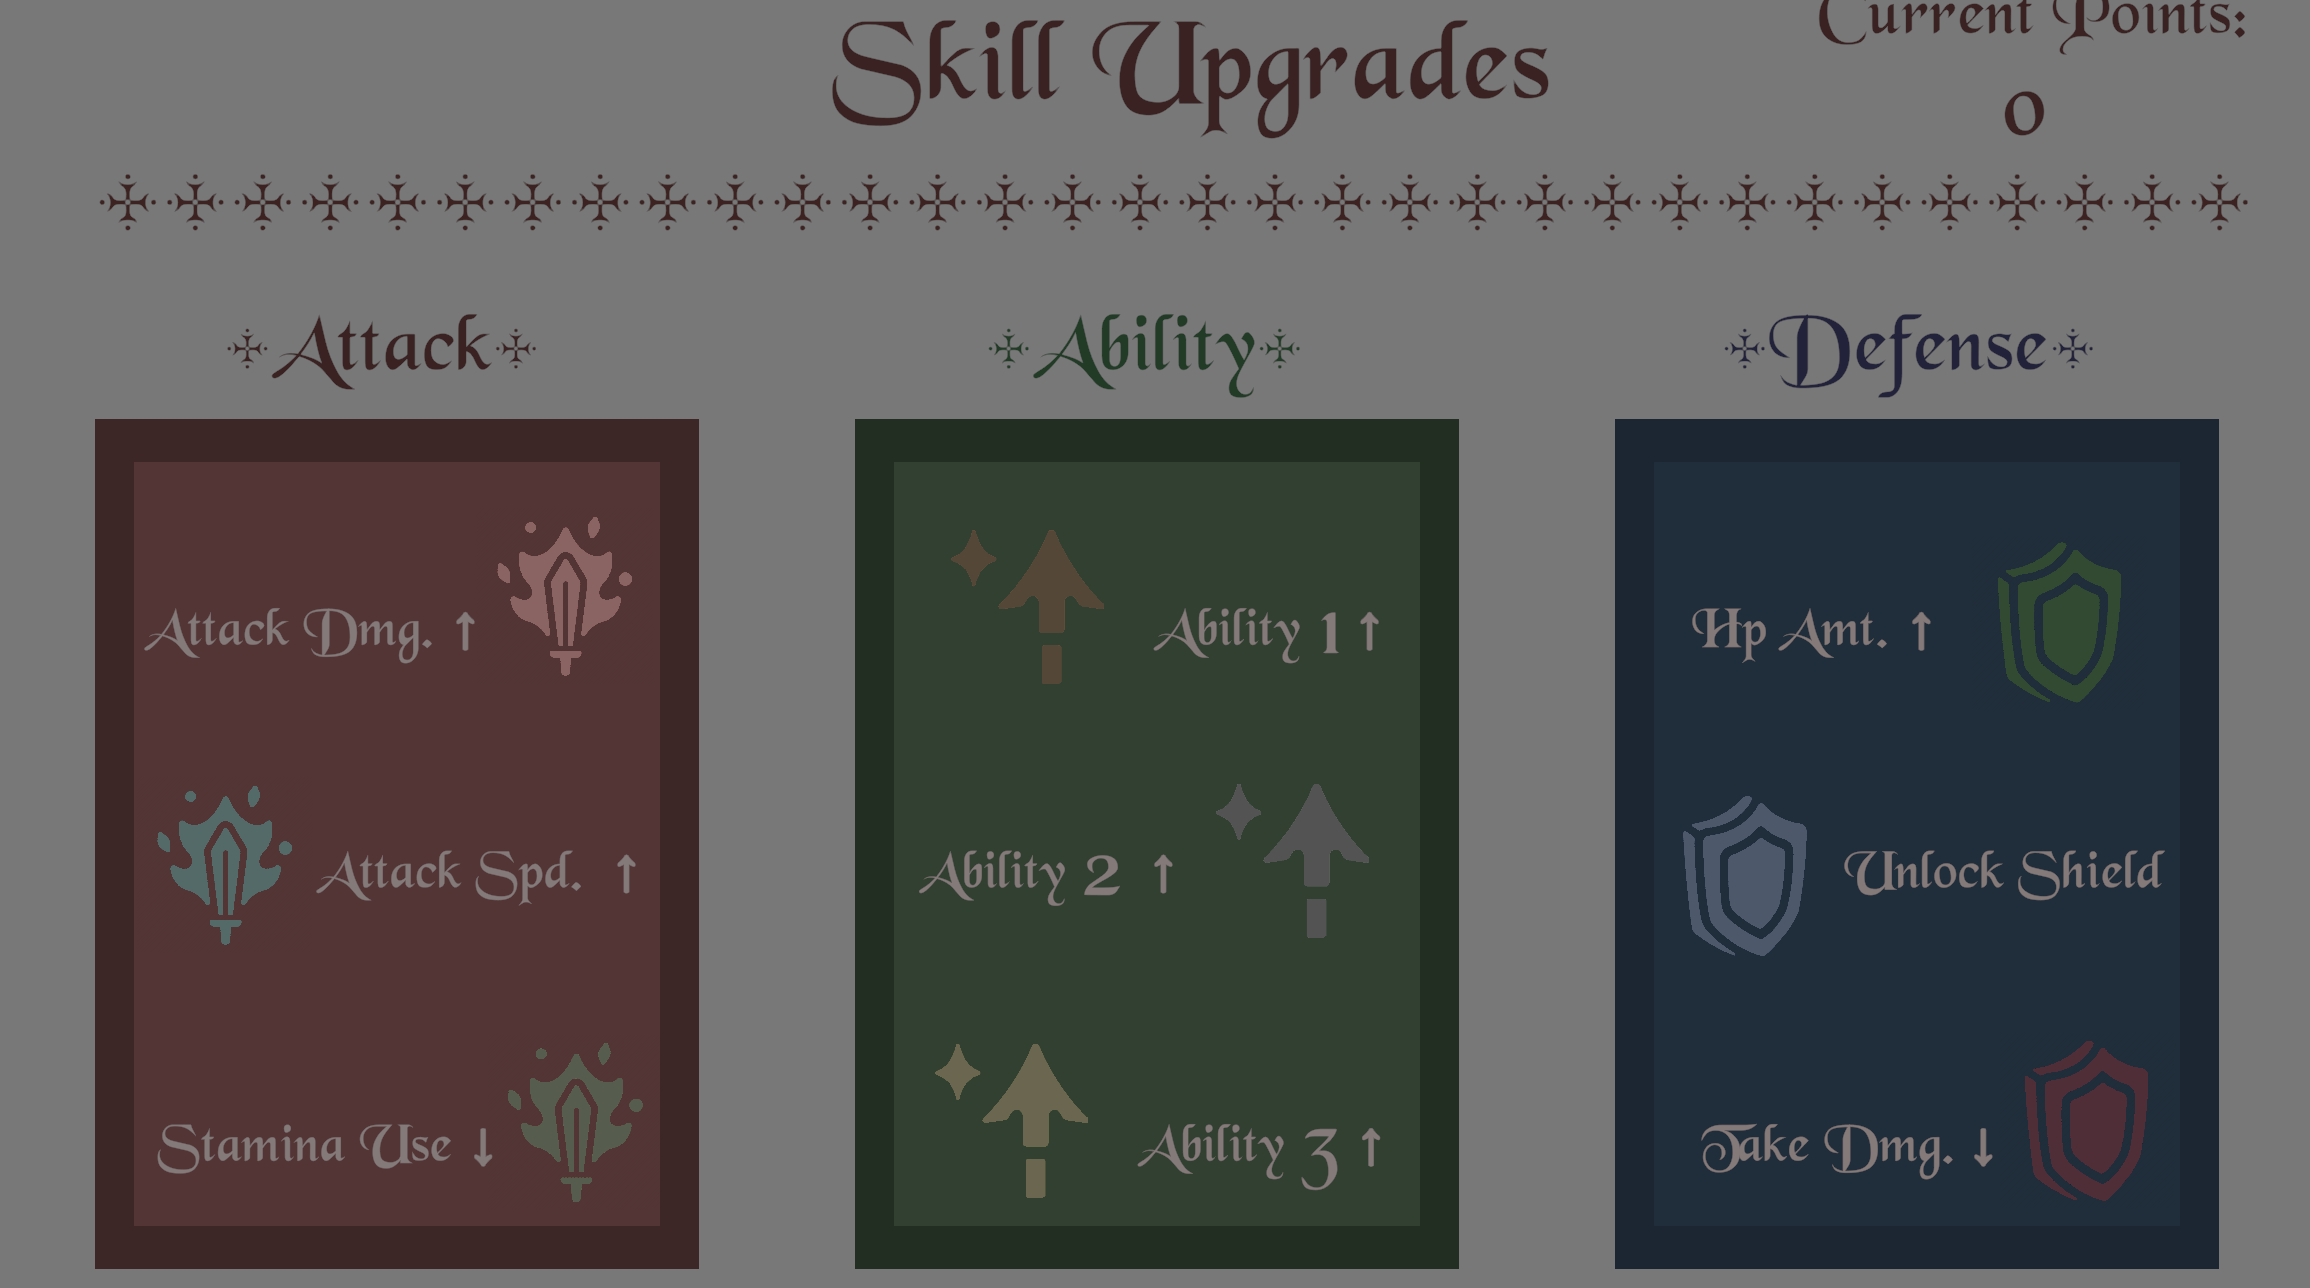 Skill Upgrades
Current Points:
0
Attack
Attack Dmg. ↑
Attack Spd. ↑
Stamina Use ↓
Ability
Ability 1 ↑
Ability 2 ↑
Ability 3 ↑
Defense
Hp Amt. ↑
Unlock Shield
Take Dmg. ↓